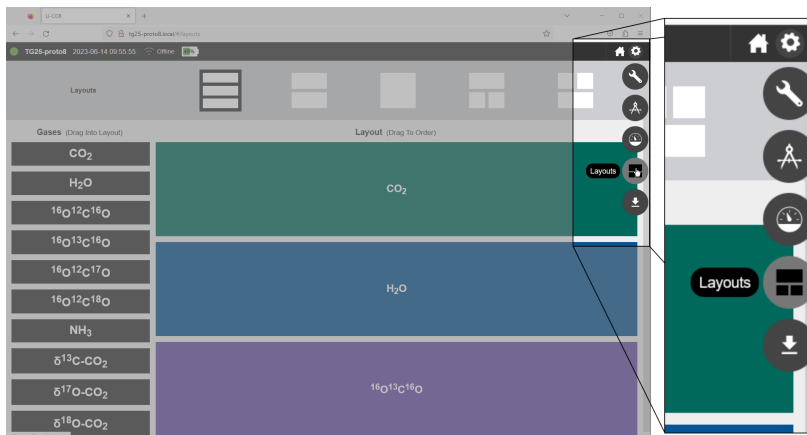 LI-COR
tg25-proto8.local/#/layouts
TG25-proto8 2023-06-14 09:55:55 Offline
Layouts
Gases (Drag Into Layout)
Layout (Drag To Order)
CO₂
H₂O
¹⁶O¹²C¹⁶O
¹⁶O¹³C¹⁶O
¹⁶O¹²C¹⁷O
¹⁶O¹²C¹⁸O
NH₃
δ¹³C-CO₂
δ¹⁷O-CO₂
δ¹⁸O-CO₂
CO₂
H₂O
¹⁶O¹³C¹⁶O
Layouts
Layouts